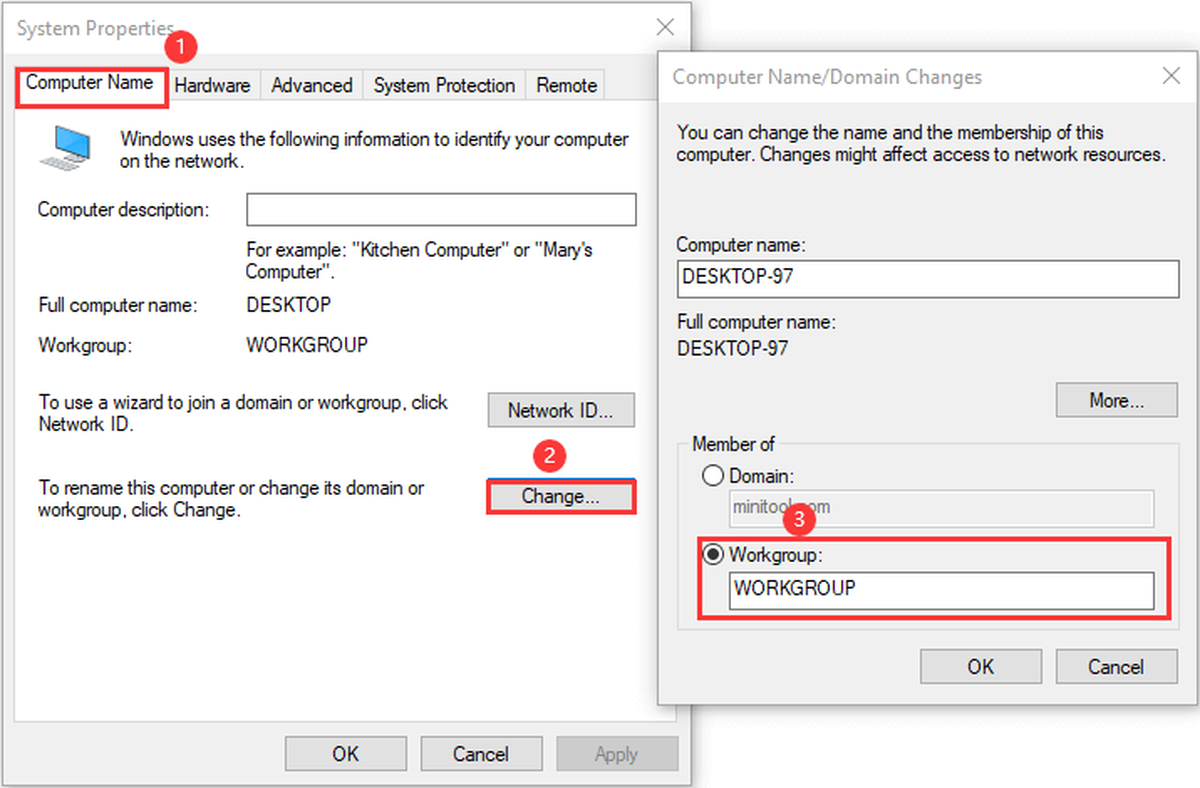 System Properties
1
Computer Name
Hardware
Advanced
System Protection
Remote
Windows uses the following information to identify your computer
on the network.
Computer description:
For example: "Kitchen Computer" or "Mary's
Computer".
Full computer name:
DESKTOP
Workgroup:
WORKGROUP
To use a wizard to join a domain or workgroup, click
Network ID.
Network ID...
2
To rename this computer or change its domain or
workgroup, click Change.
Change...
OK
Cancel
Apply
Computer Name/Domain Changes
You can change the name and the membership of this
computer. Changes might affect access to network resources.
Computer name:
DESKTOP-97
Full computer name:
DESKTOP-97
More...
Member of
Domain:
3
Workgroup:
WORKGROUP
OK
Cancel